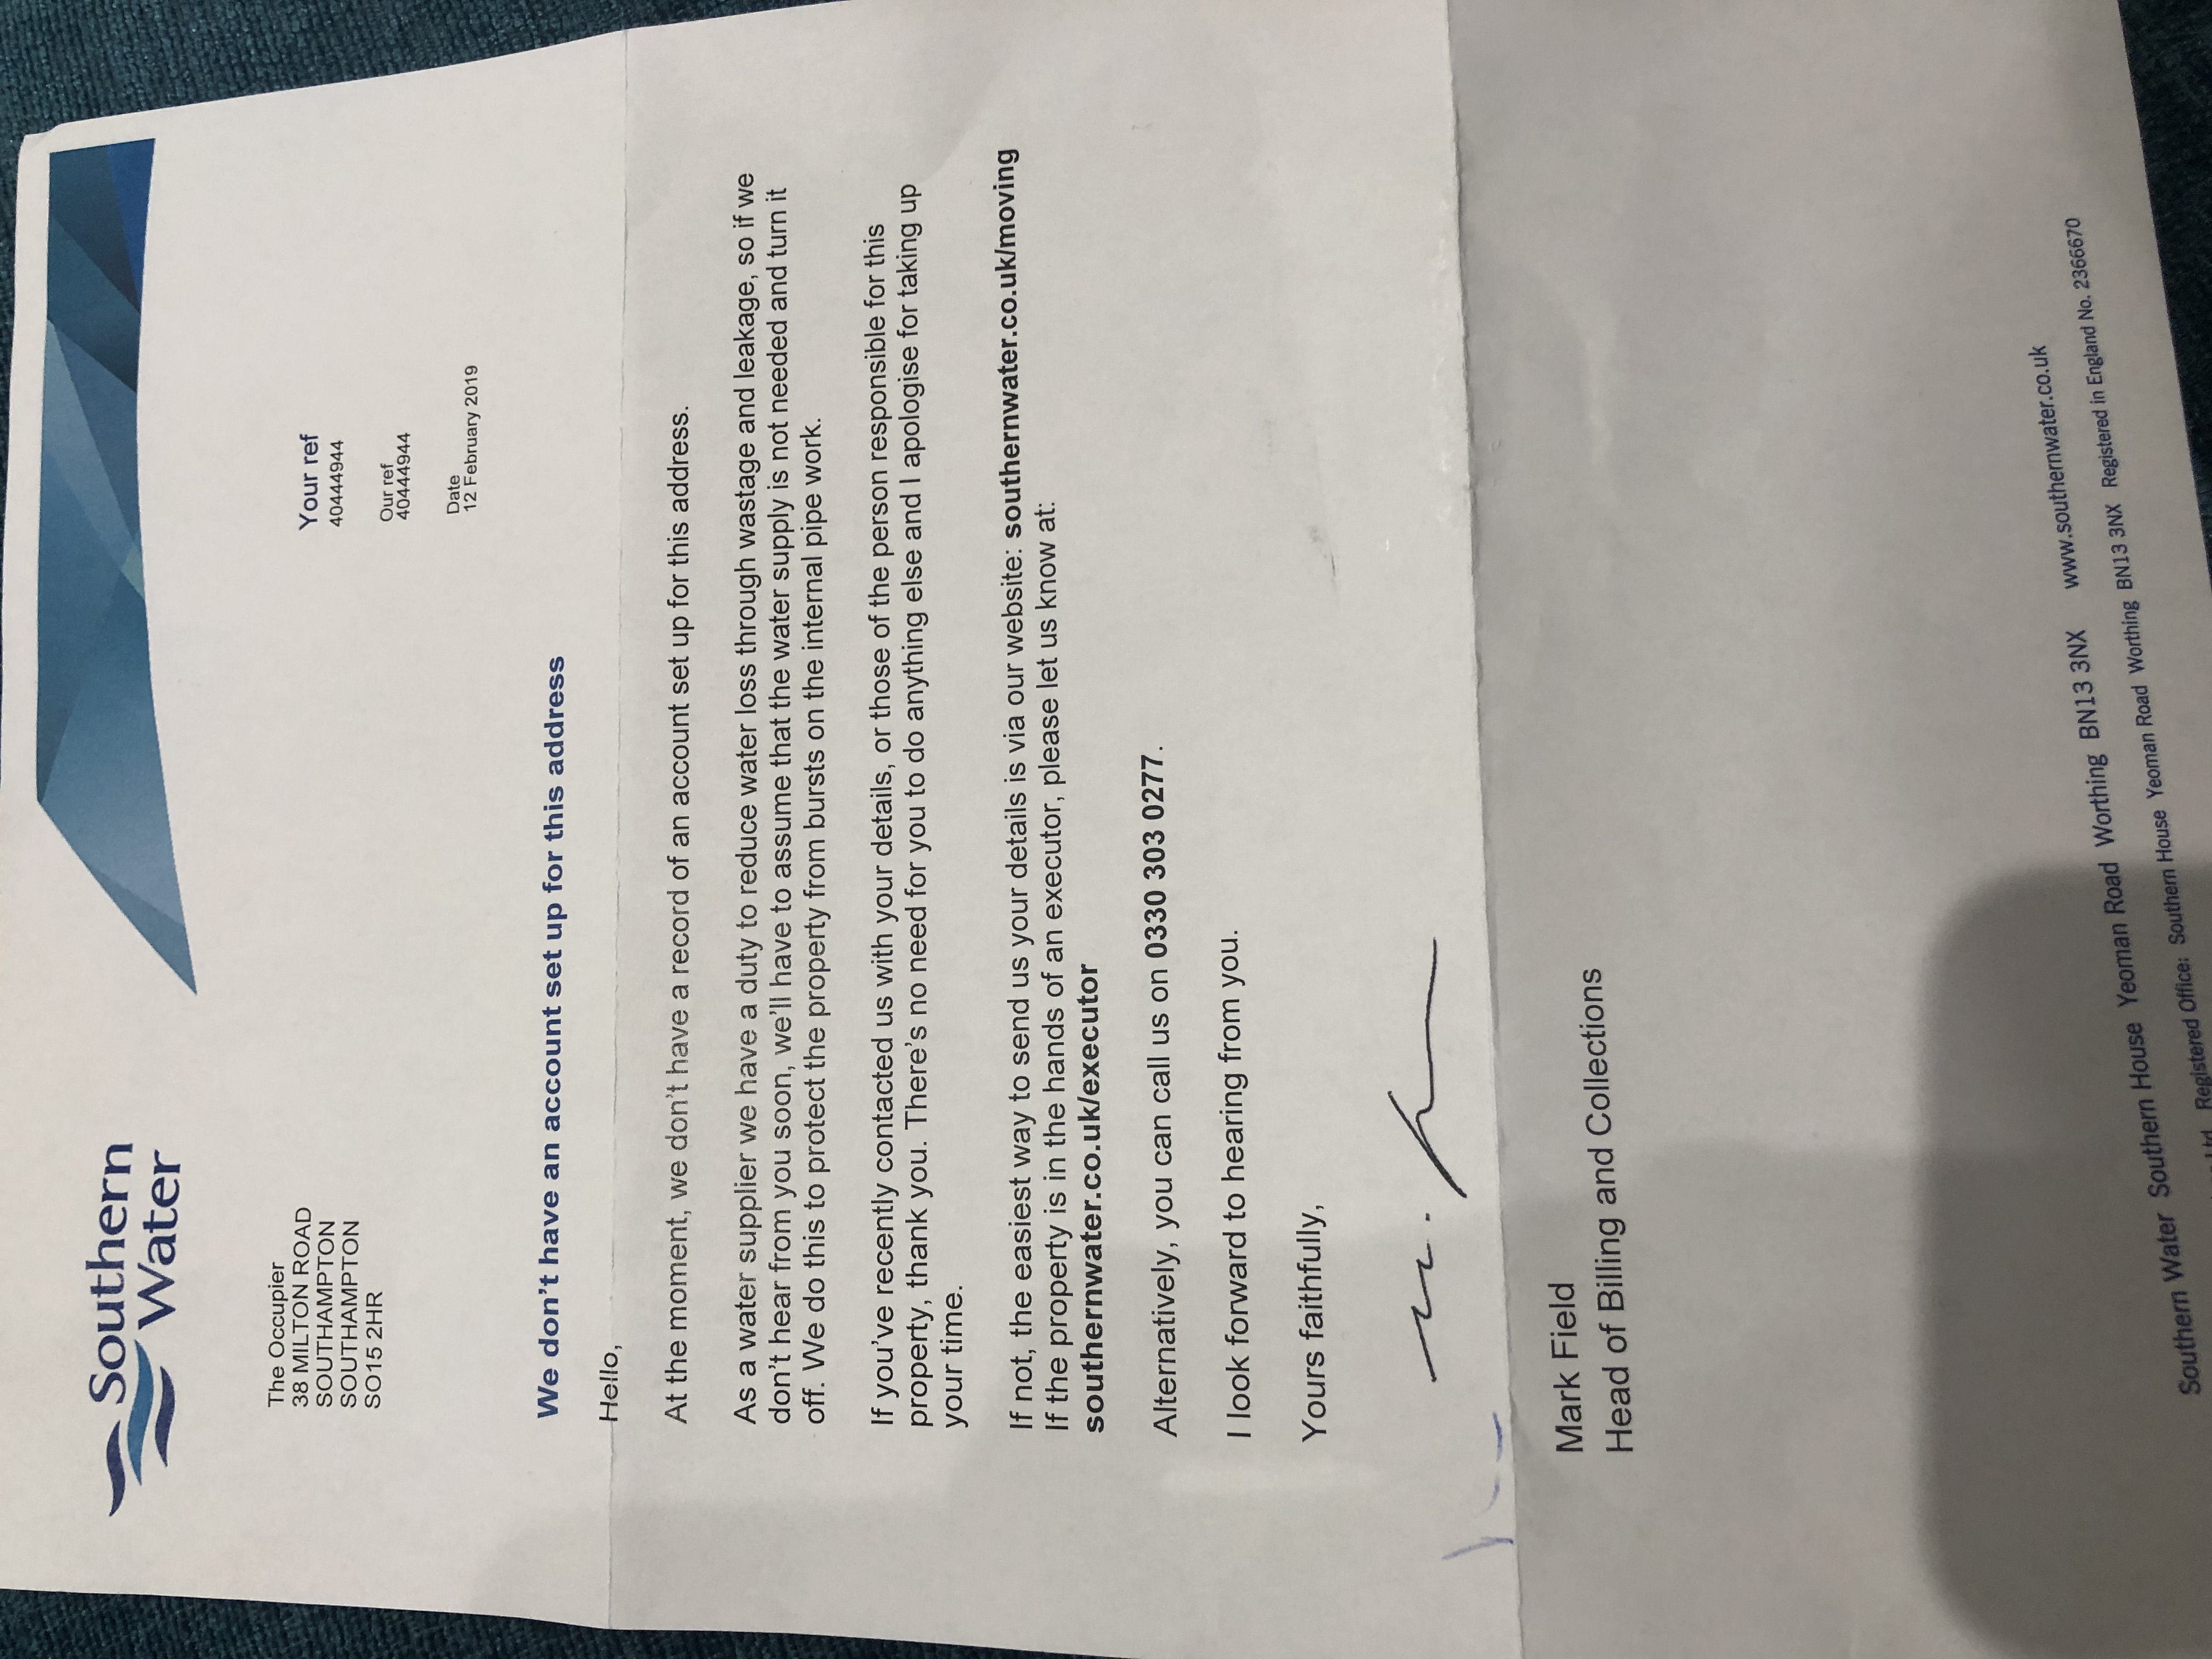 Southern
Water
The Occupier
38 MILTON ROAD
SOUTHAMPTON
SOUTHAMPTON
SO15 2HR
Your ref
40444944
Our ref
40444944
Date
12 February 2019
We don't have an account set up for this address
Hello,
At the moment, we don't have a record of an account set up for this address.
As a water supplier we have a duty to reduce water loss through wastage and leakage, so if we
don't hear from you soon, we'll have to assume that the water supply is not needed and turn it
off. We do this to protect the property from bursts on the internal pipe work.
If you've recently contacted us with your details, or those of the person responsible for this
property, thank you. There's no need for you to do anything else and I apologise for taking up
your time.
If not, the easiest way to send us your details is via our website: southernwater.co.uk/moving
If the property is in the hands of an executor, please let us know at:
southernwater.co.uk/executor
Alternatively, you can call us on 0330 303 0277.
I look forward to hearing from you.
Yours faithfully,
Mark Field
Head of Billing and Collections
Southern Water Southern House Yeoman Road Worthing BN13 3NX www.southernwater.co.uk
Ltd Registered Office: Southern House Yeoman Road Worthing BN13 3NX Registered in England No. 2366670